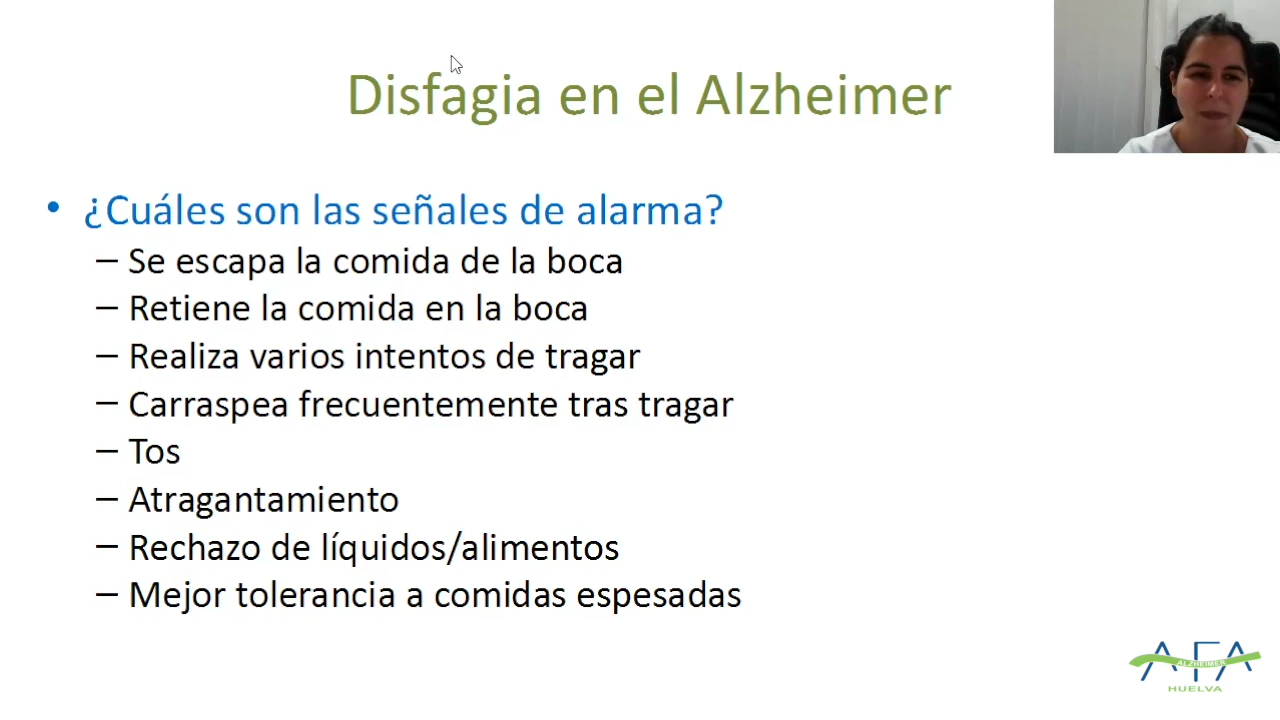 Disfagia en el Alzheimer
• ¿Cuáles son las señales de alarma?
– Se escapa la comida de la boca
– Retiene la comida en la boca
– Realiza varios intentos de tragar
– Carraspea frecuentemente tras tragar
– Tos
– Atragantamiento
– Rechazo de líquidos/alimentos
– Mejor tolerancia a comidas espesadas
AFA
ALZHEIMER
HUELVA